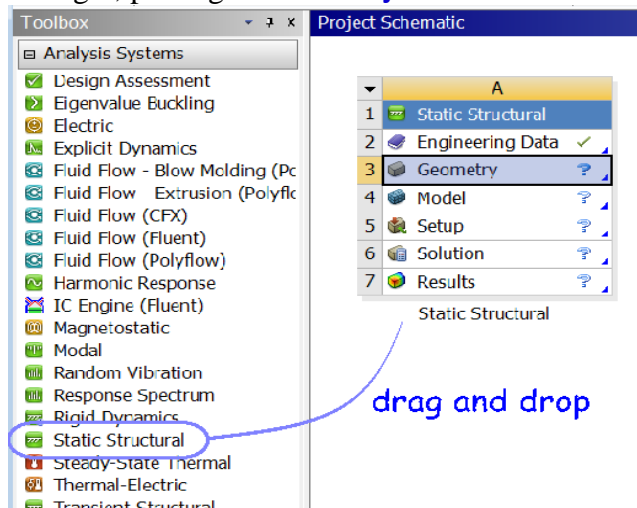 Toolbox
Project Schematic
Analysis Systems
Design Assessment
Eigenvalue Buckling
Electric
Explicit Dynamics
Fluid Flow - Blow Molding (Po
Fluid Flow Extrusion (Polyflo
Fluid Flow (CFX)
Fluid Flow (Fluent)
Fluid Flow (Polyflow)
Harmonic Response
IC Engine (Fluent)
Magnetostatic
Modal
Random Vibration
Response Spectrum
Rigid Dynamics
Static Structural
Steady-State Thermal
Thermal-Electric
Transient Structural
A
1 Static Structural
2 Engineering Data
3 Geometry ?
4 Model ?
5 Setup ?
6 Solution ?
7 Results ?
Static Structural
drag and drop